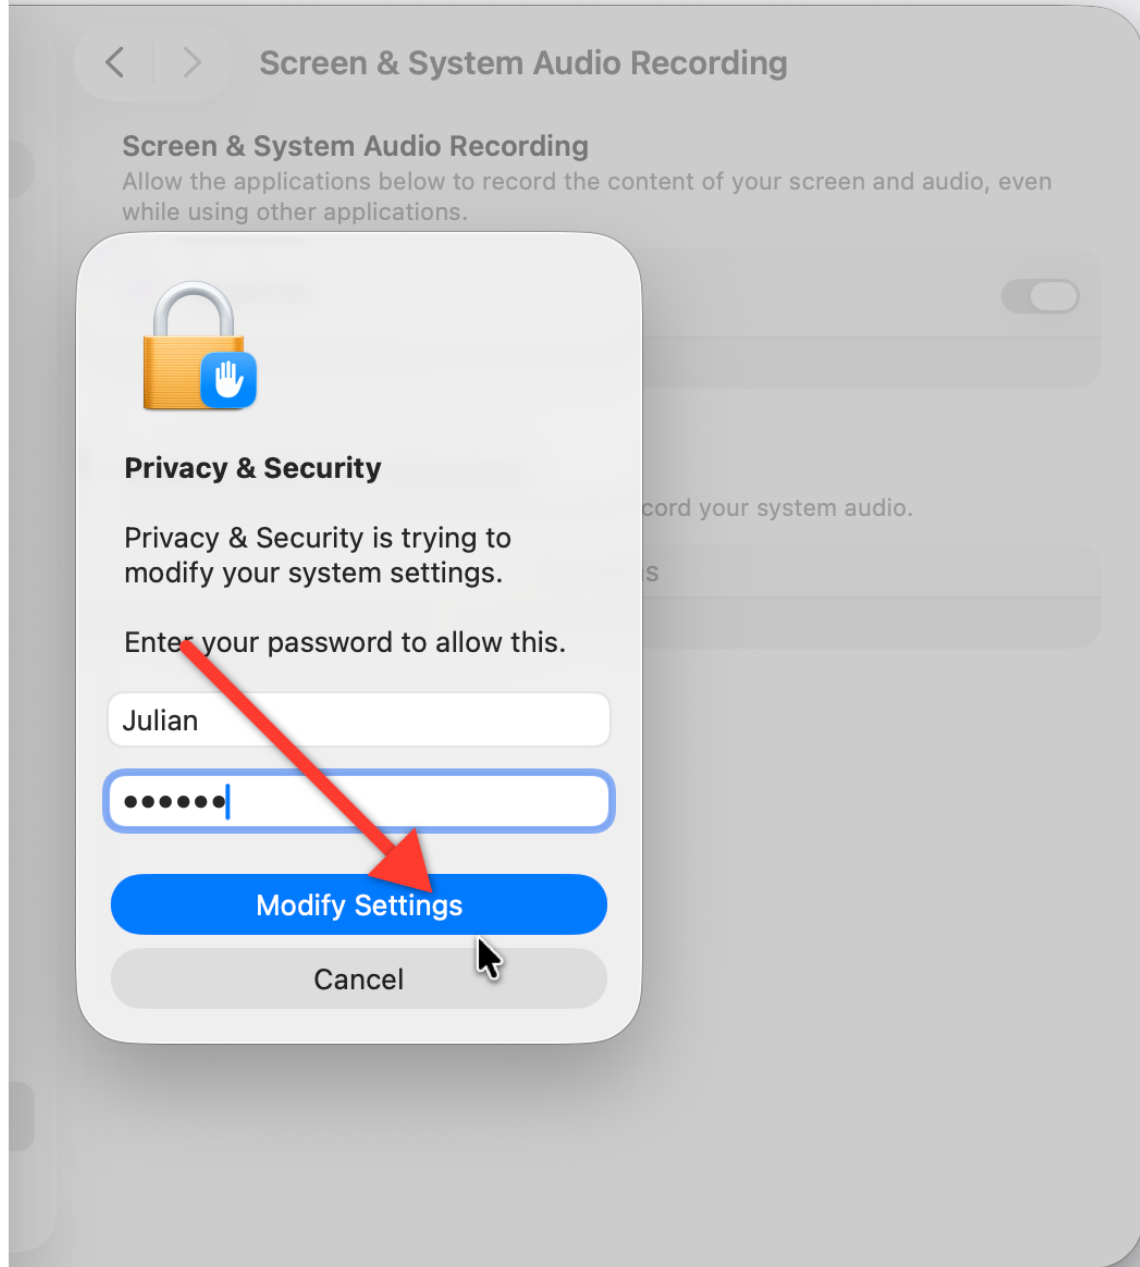 Screen & System Audio Recording
Screen & System Audio Recording
Allow the applications below to record the content of your screen and audio, even
while using other applications.
Privacy & Security
cord your system audio.
Privacy & Security is trying to
modify your system settings.
Enter your password to allow this.
Julian
Modify Settings
Cancel